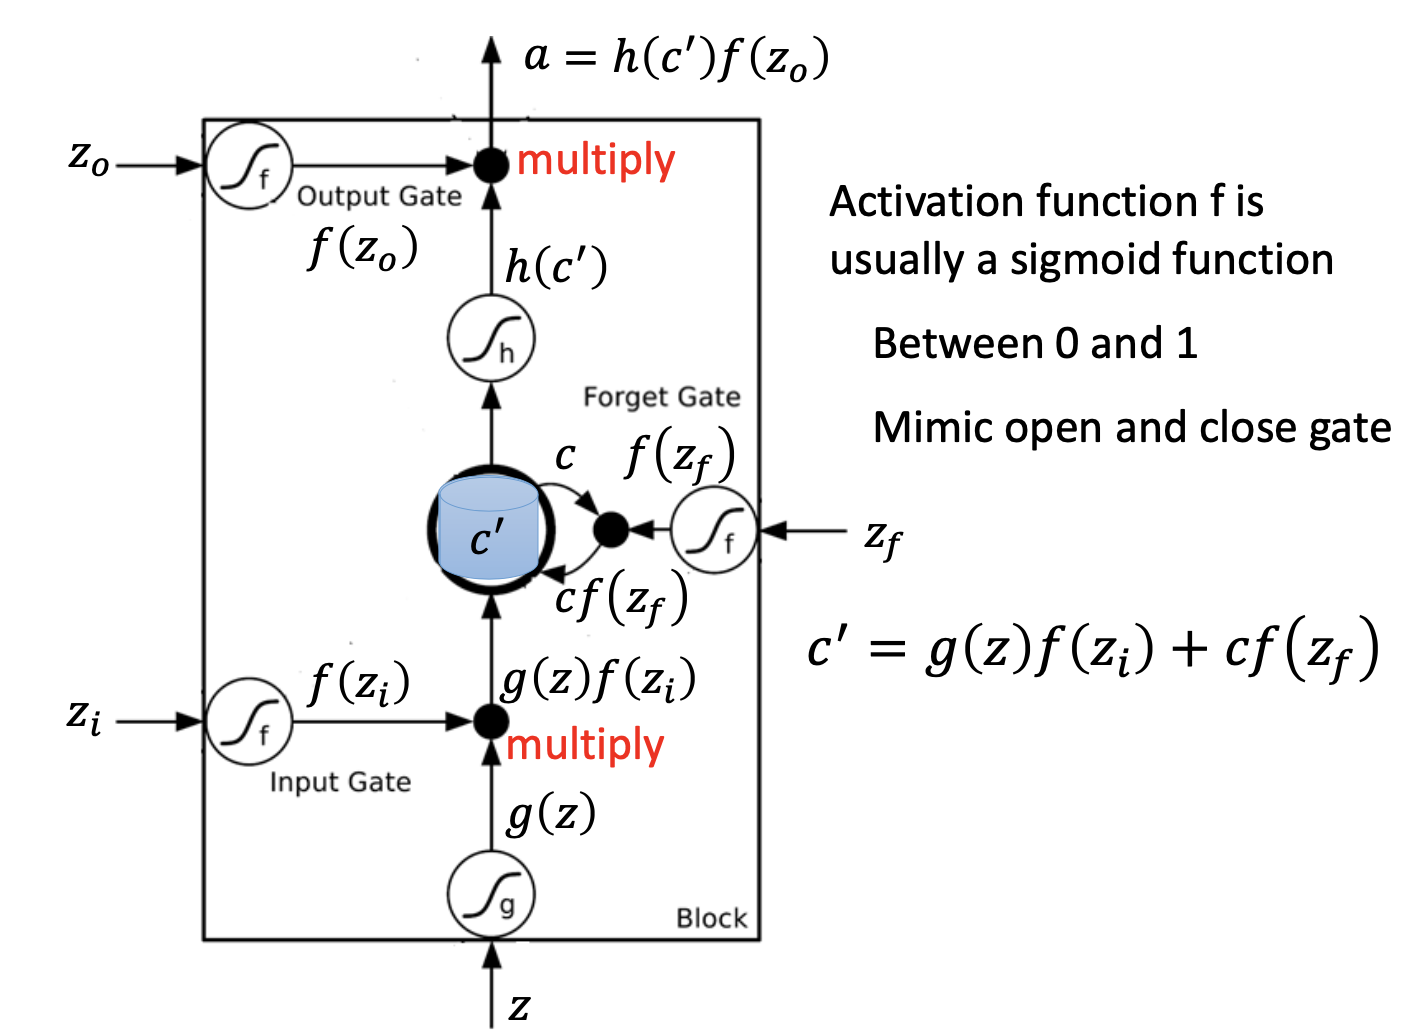 a = h(c′)f(z_o)
z_o
f
multiply
Output Gate
f(z_o)
h(c′)
h
Activation function f is
usually a sigmoid function
Between 0 and 1
Mimic open and close gate
Forget Gate
c
f(z_f)
c′
f
z_f
cf(z_f)
c′ = g(z)f(z_i) + cf(z_f)
f(z_i)
g(z)f(z_i)
z_i
f
multiply
Input Gate
g(z)
g
Block
z